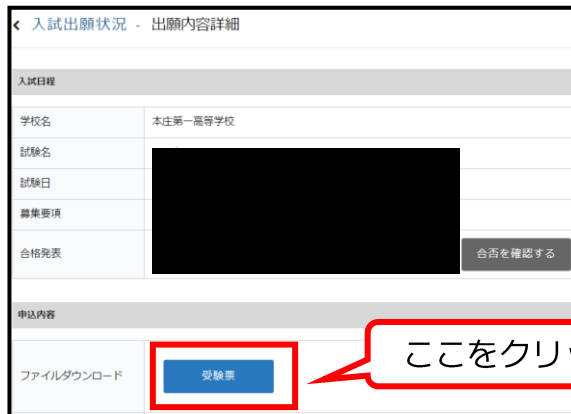 入試出願状況 - 出願内容詳細
入試日程
学校名 本庄第一高等学校
試験名
試験日
募集要項
合格発表 合否を確認する
申込内容
ファイルダウンロード 受験票
ここをクリッ